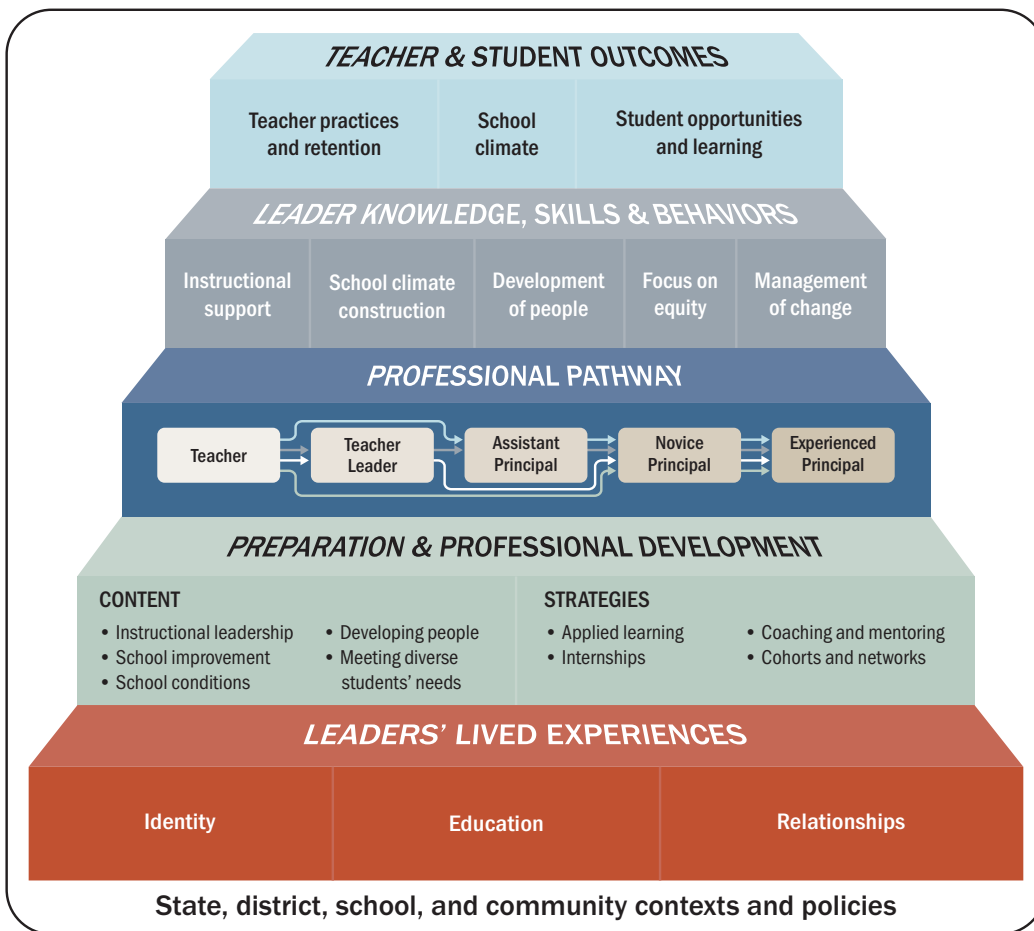 TEACHER & STUDENT OUTCOMES
Teacher practices
and retention
School
climate
Student opportunities
and learning
LEADER KNOWLEDGE, SKILLS & BEHAVIORS
Instructional
support
School climate
construction
Development
of people
Focus on
equity
Management
of change
PROFESSIONAL PATHWAY
Teacher
Teacher
Leader
Assistant
Principal
Novice
Principal
Experienced
Principal
PREPARATION & PROFESSIONAL DEVELOPMENT
CONTENT
• Instructional leadership
• School improvement
• School conditions
• Developing people
• Meeting diverse
students’ needs
STRATEGIES
• Applied learning
• Internships
• Coaching and mentoring
• Cohorts and networks
LEADERS’ LIVED EXPERIENCES
Identity
Education
Relationships
State, district, school, and community contexts and policies